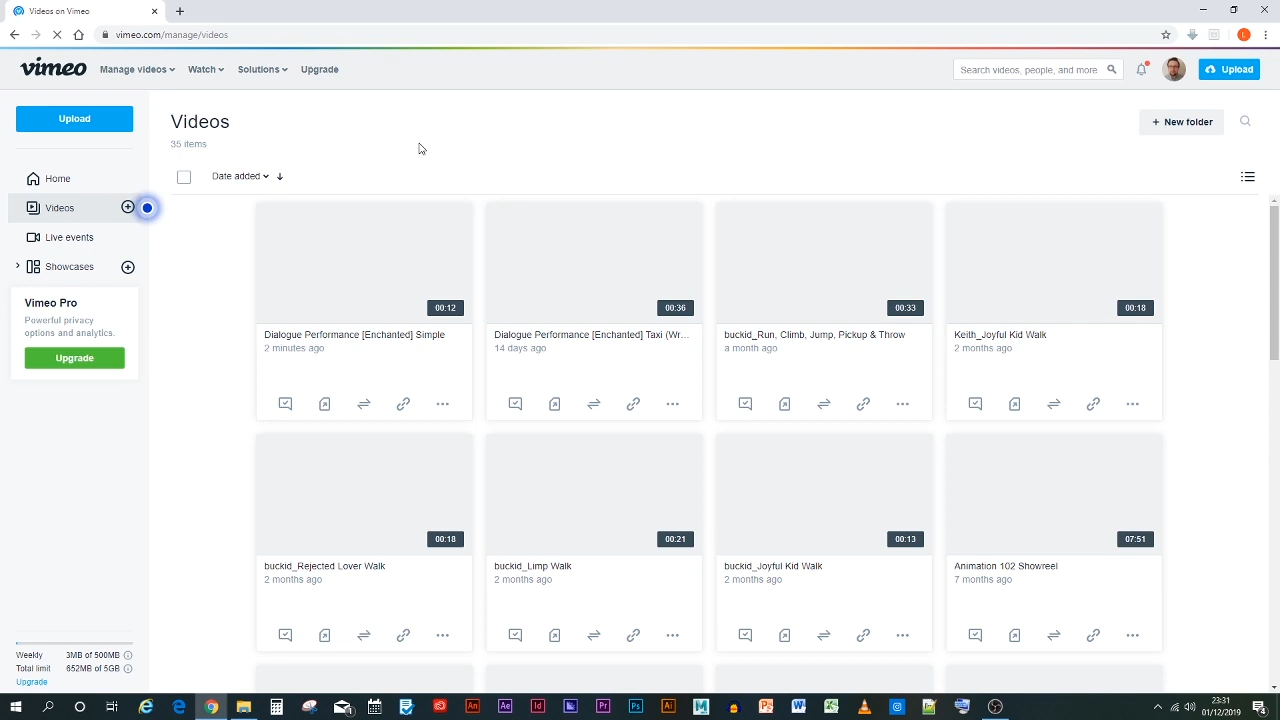 Videos on Vimeo
vimeo.com/manage/videos
L
vimeo
Manage videos
Watch
Solutions
Upgrade
Search videos, people, and more
Upload
Upload
Videos
35 items
+ New folder
Date added
Home
Videos
Live events
Showcases
Vimeo Pro
Powerful privacy
options and analytics.
Upgrade
00:12
00:36
00:33
00:18
Dialogue Performance [Enchanted] Simple
2 minutes ago
Dialogue Performance [Enchanted] Taxi (Wr...
14 days ago
buckid_Run, Climb, Jump, Pickup & Throw
a month ago
Keith_Joyful Kid Walk
2 months ago
00:18
00:21
00:13
07:51
buckid_Rejected Lover Walk
2 months ago
buckid_Limp Walk
2 months ago
buckid_Joyful Kid Walk
2 months ago
Animation 102 Showreel
7 months ago
Weekly 3MB of 500MB
Total limit 652MB of 5GB
Upgrade
An
Ae
Id
Pr
Ps
Ai
23:31
01/12/2019